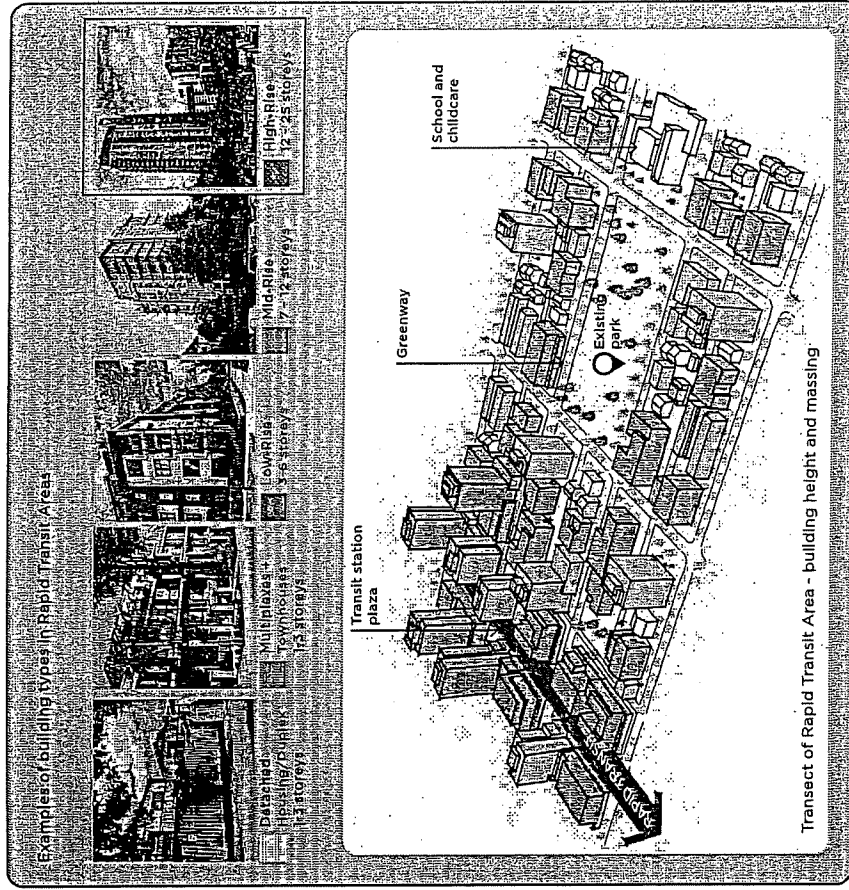 Examples of building types in Rapid Transit Areas
Detached
Housing/Duplex
1-3 storeys
Multiplexes -
Townhouses
1-3 storeys
Low-Rise
3-6 storeys
Mid-Rise
7 - 12 storeys
High-Rise
12 - 25 storeys
Transit station
plaza
Greenway
School and
childcare
Existing
park
Transect of Rapid Transit Area - building height and massing